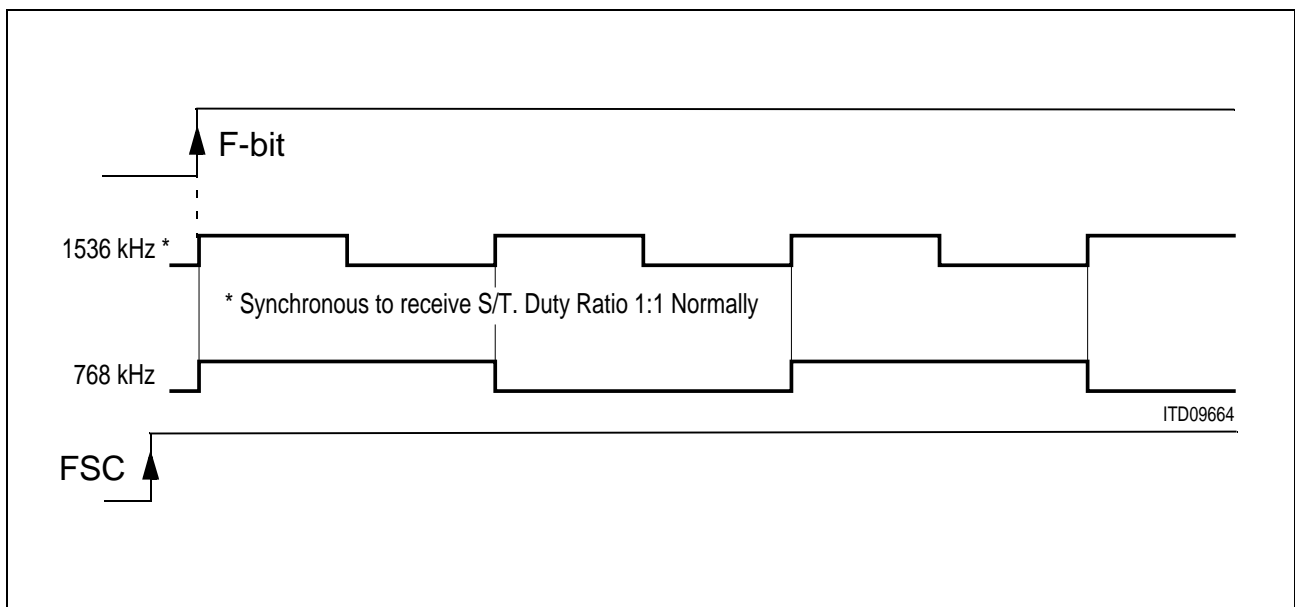 F-bit
1536 kHz *
* Synchronous to receive S/T. Duty Ratio 1:1 Normally
768 kHz
ITD09664
FSC